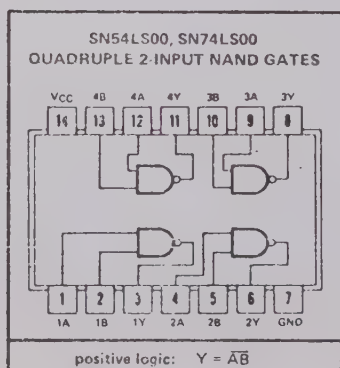 SN54LS00, SN74LS00
QUADRUPLE 2-INPUT NAND GATES
VCC 4B 4A 4Y 3B 3A 3Y
14 13 12 11 10 9 8
1 2 3 4 5 6 7
1A 1B 1Y 2A 2B 2Y GND
positive logic: Y = A̅B̅